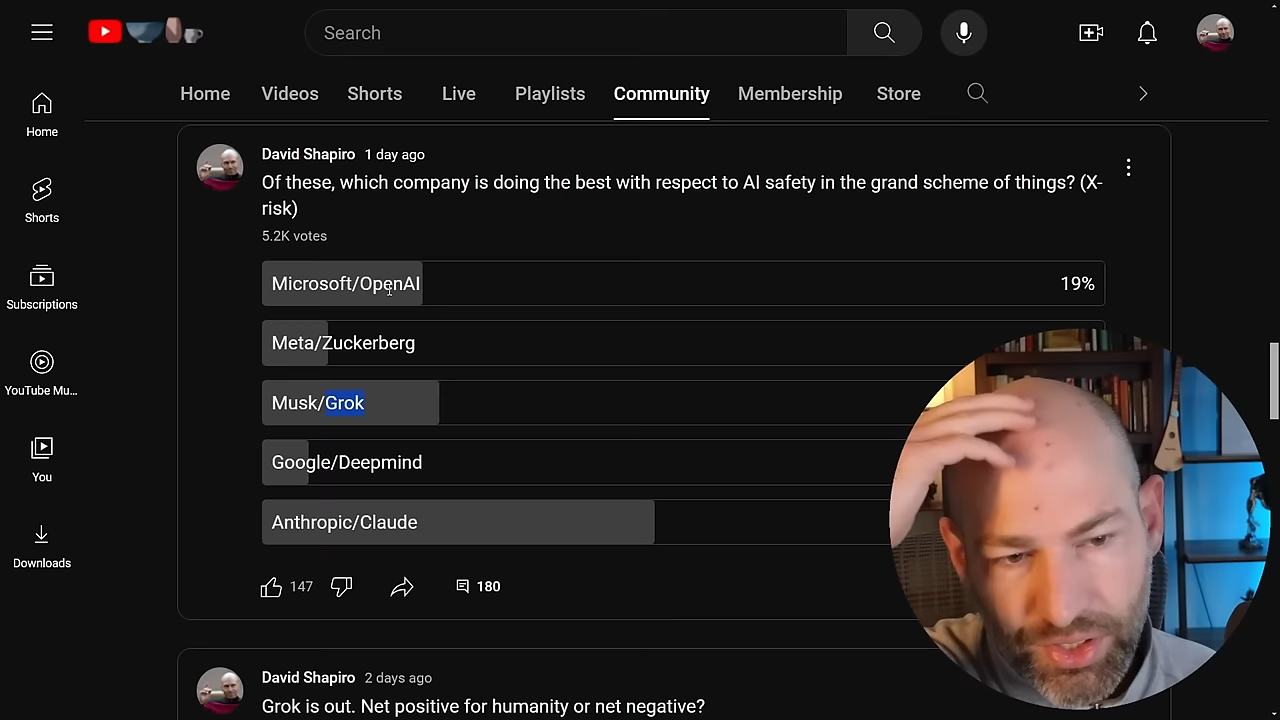 Search
Home Videos Shorts Live Playlists Community Membership Store
Home
Shorts
Subscriptions
YouTube Mu...
You
Downloads
David Shapiro 1 day ago
Of these, which company is doing the best with respect to AI safety in the grand scheme of things? (X-
risk)
5.2K votes
Microsoft/OpenAI 19%
Meta/Zuckerberg
Musk/Grok
Google/Deepmind
Anthropic/Claude
147 180
David Shapiro 2 days ago
Grok is out. Net positive for humanity or net negative?